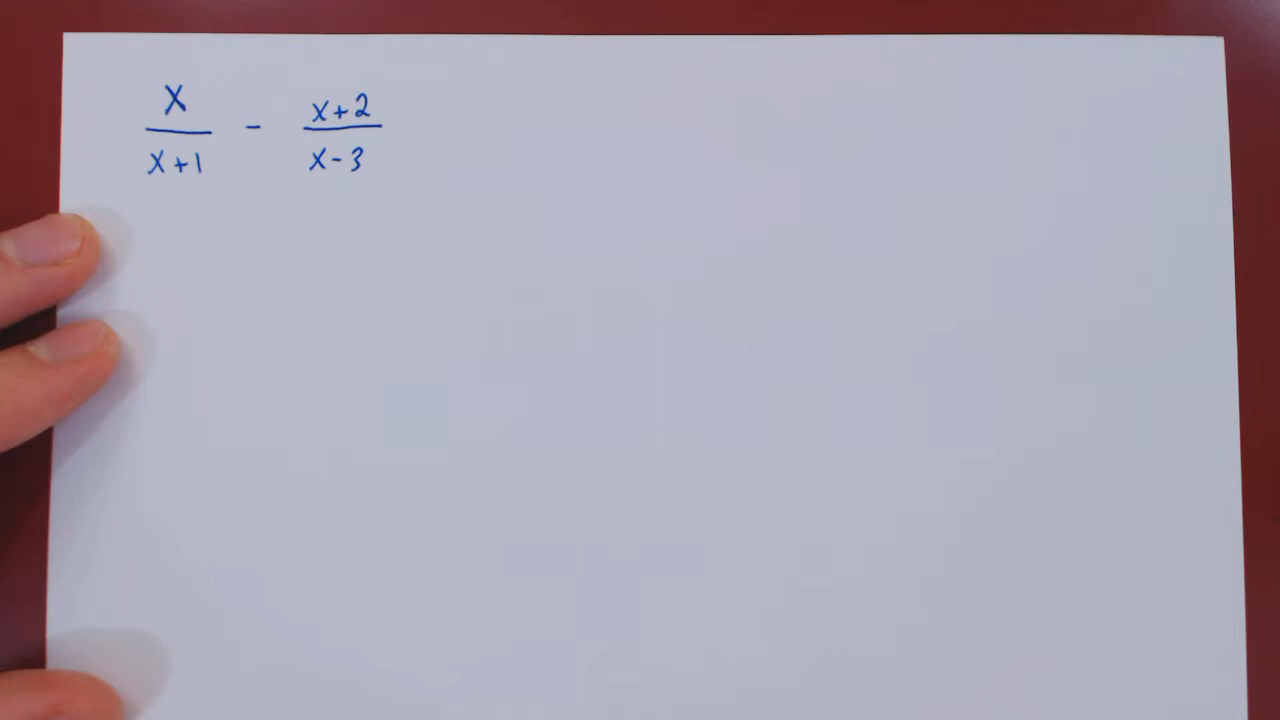 x/(x+1) - (x+2)/(x-3)